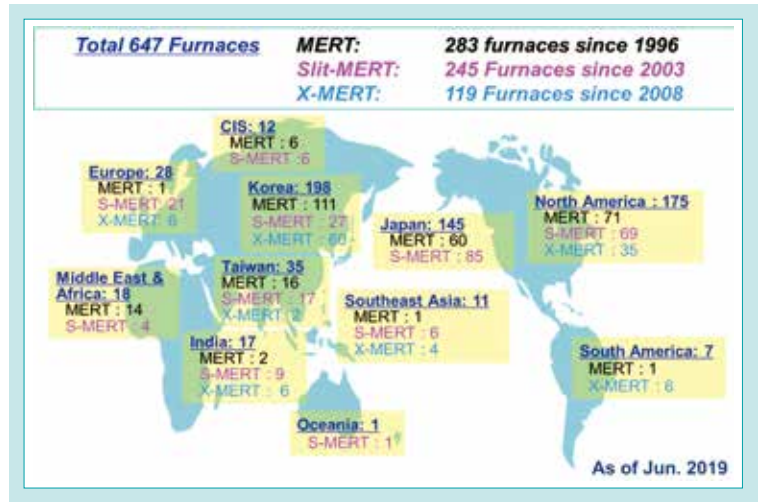 Total 647 Furnaces
MERT: 283 furnaces since 1996
Slit-MERT: 245 Furnaces since 2003
X-MERT: 119 Furnaces since 2008
CIS: 12
MERT : 6
S-MERT :6
Europe: 28
MERT : 1
S-MERT : 21
X-MERT : 6
Korea: 198
MERT : 111
S-MERT : 27
X-MERT : 60
Japan: 145
MERT : 60
S-MERT : 85
North America : 175
MERT : 71
S-MERT : 69
X-MERT : 35
Middle East &
Africa: 18
MERT : 14
S-MERT : 4
Taiwan: 35
MERT : 16
S-MERT : 17
X-MERT : 2
Southeast Asia: 11
MERT : 1
S-MERT : 6
X-MERT : 4
India: 17
MERT : 2
S-MERT : 9
X-MERT : 6
South America: 7
MERT : 1
X-MERT : 6
Oceania: 1
S-MERT : 1
As of Jun. 2019